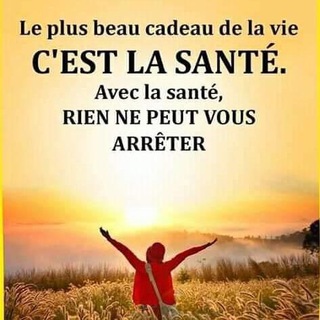 Le plus beau cadeau de la vie
C'EST LA SANTÉ.
Avec la santé,
RIEN NE PEUT VOUS
ARRÊTER